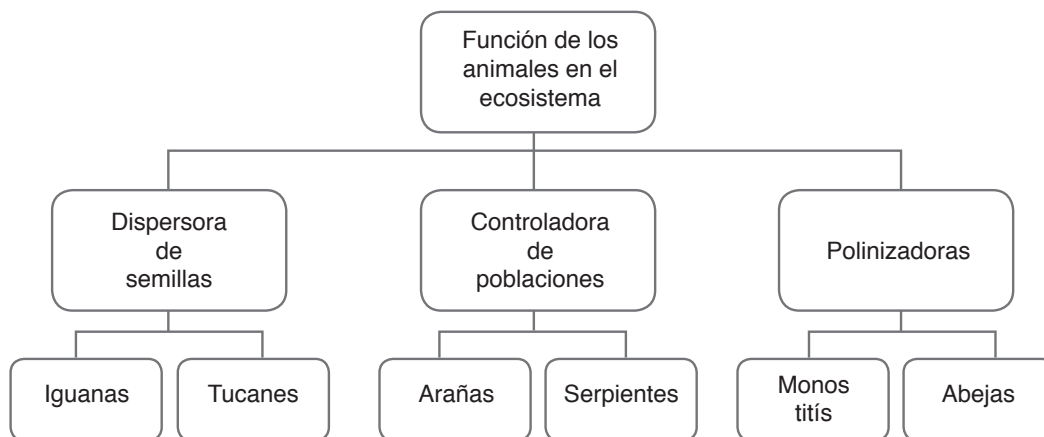 Función de los
animales en el
ecosistema
Dispersora
de
semillas
Controladora
de
poblaciones
Polinizadoras
Iguanas
Tucanes
Arañas
Serpientes
Monos
titís
Abejas